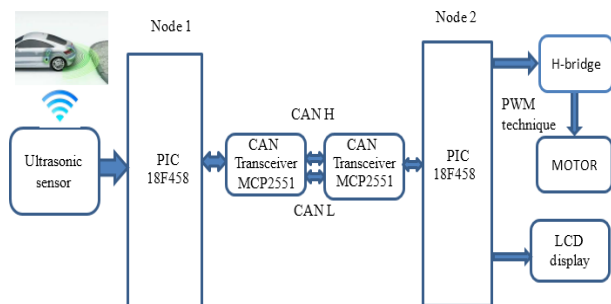 Node 1
Node 2
Ultrasonic
sensor
PIC
18F458
CAN H
CAN
Transceiver
MCP2551
CAN
Transceiver
MCP2551
CAN L
PIC
18F458
H-bridge
PWM
technique
MOTOR
LCD
display